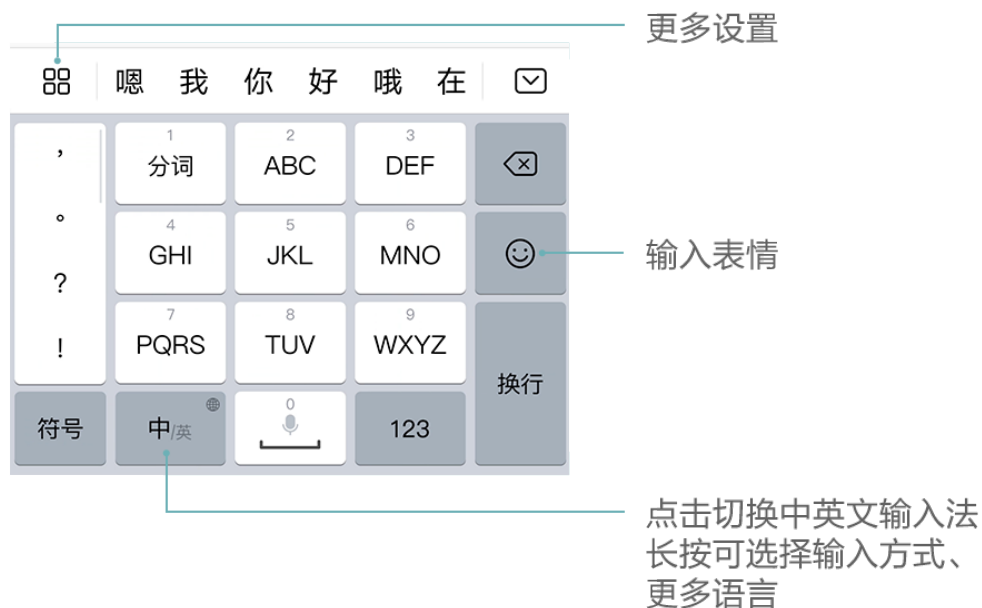 更多设置
嗯 我 你 好 哦 在
，
。
？
！
1
分词
2
ABC
3
DEF
4
GHI
5
JKL
6
MNO
输入表情
7
PQRS
8
TUV
9
WXYZ
换行
符号
中/英
0
123
点击切换中英文输入法
长按可选择输入方式、
更多语言